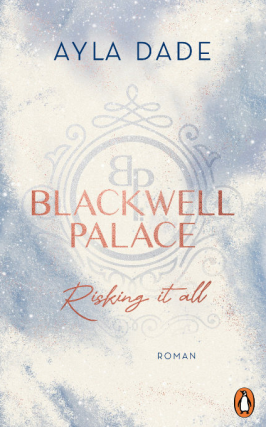 AYLA DADE
BP
BLACKWELL
PALACE
Risking it all
ROMAN